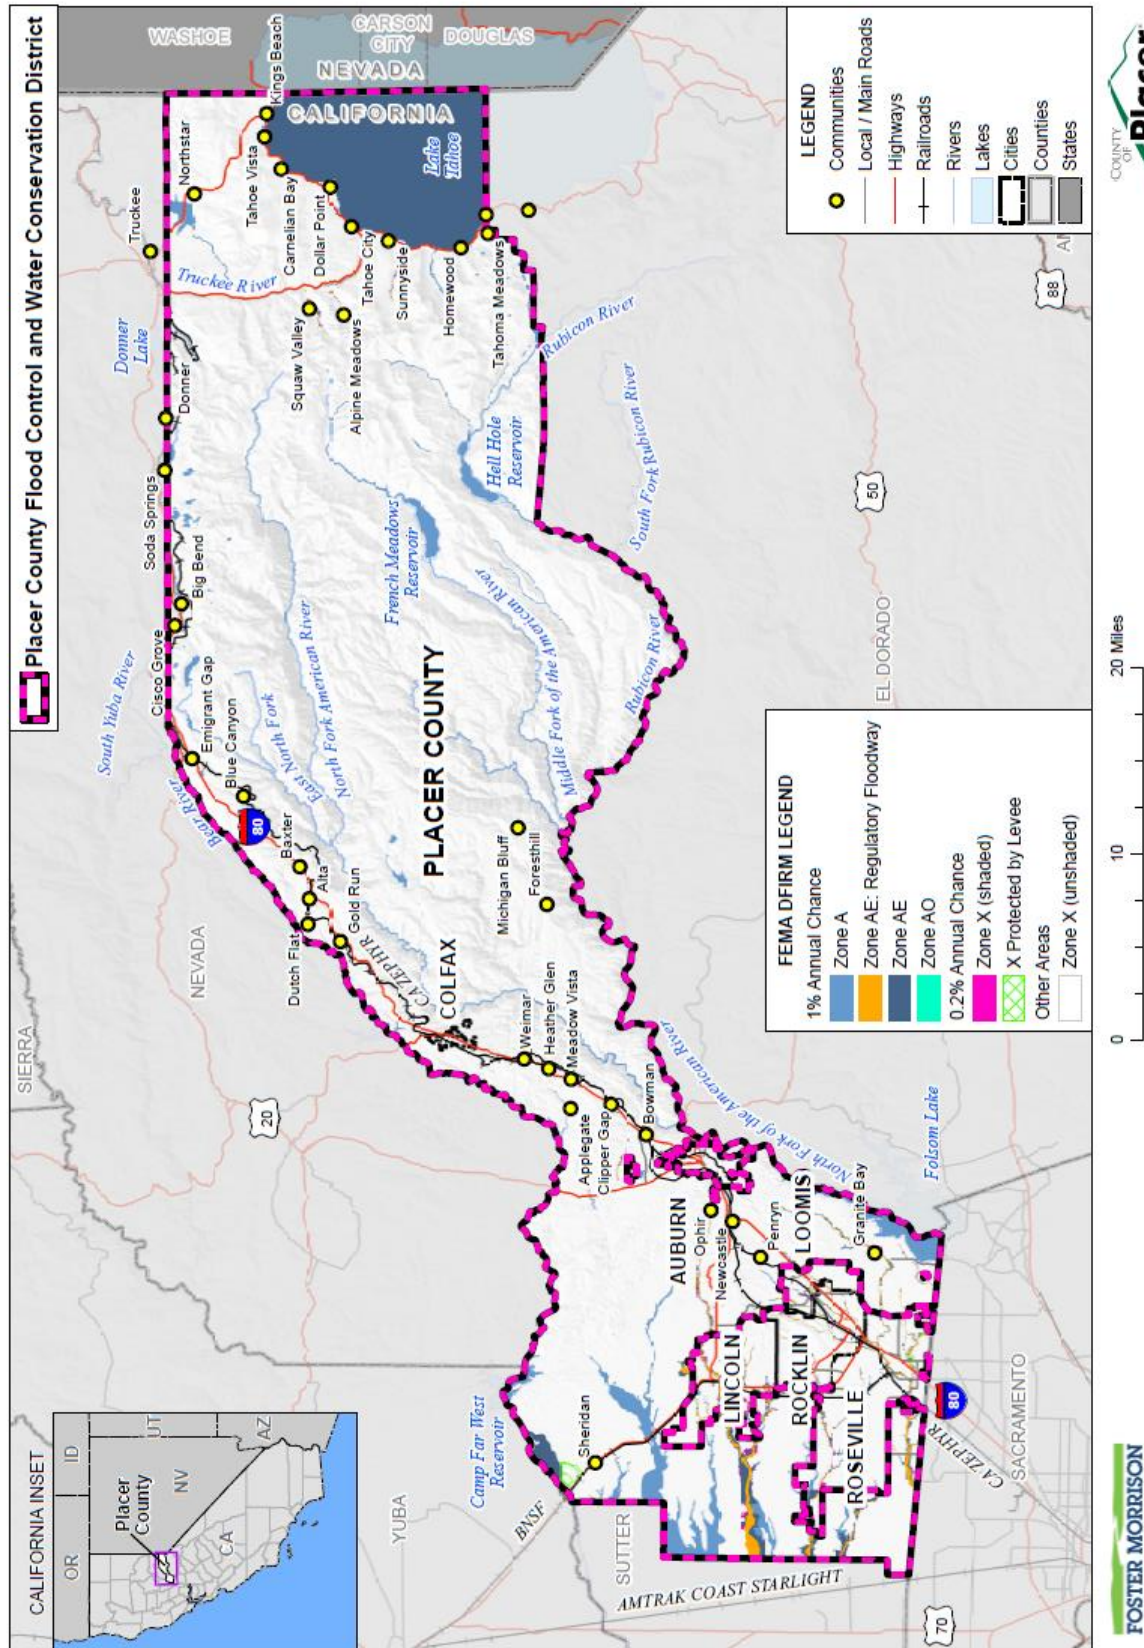 Placer County Flood Control and Water Conservation District
CALIFORNIA INSET
OR
ID
UT
NV
AZ
CA
Placer
County
SIERRA
NEVADA
YUBA
SUTTER
SACRAMENTO
EL DORADO
WASHOE
CARSON
CITY
DOUGLAS
NEVADA
CALIFORNIA
PLACER COUNTY
South Yuba River
Bear River
East North Fork
North Fork American River
Middle Fork of the American River
Rubicon River
Rubicon River
South Fork Rubicon River
North Fork of the American River
Truckee River
Donner
Lake
Lake
Tahoe
French Meadows
Reservoir
Hell Hole
Reservoir
Folsom Lake
Camp Far West
Reservoir
Truckee
Northstar
Kings Beach
Tahoe Vista
Carnelian Bay
Dollar Point
Tahoe City
Sunnyside
Homewood
Tahoma Meadows
Squaw Valley
Alpine Meadows
Donner
Soda Springs
Big Bend
Cisco Grove
Emigrant Gap
Blue Canyon
Baxter
Alta
Dutch Flat
Gold Run
COLFAX
Michigan Bluff
Foresthill
Weimar
Heather Glen
Meadow Vista
Applegate
Clipper Gap
Bowman
AUBURN
Ophir
Newcastle
Penryn
LOOMIS
Granite Bay
LINCOLN
ROCKLIN
ROSEVILLE
Sheridan
CA ZEPHYR
CA ZEPHYR
BNSF
AMTRAK COAST STARLIGHT
20
80
80
70
50
88
LEGEND
Communities
Local / Main Roads
Highways
Railroads
Rivers
Lakes
Cities
Counties
States
FEMA DFIRM LEGEND
1% Annual Chance
Zone A
Zone AE: Regulatory Floodway
Zone AE
Zone AO
0.2% Annual Chance
Zone X (shaded)
X Protected by Levee
Other Areas
Zone X (unshaded)
0
10
20 Miles
FOSTER MORRISON
COUNTY
OF
Placer